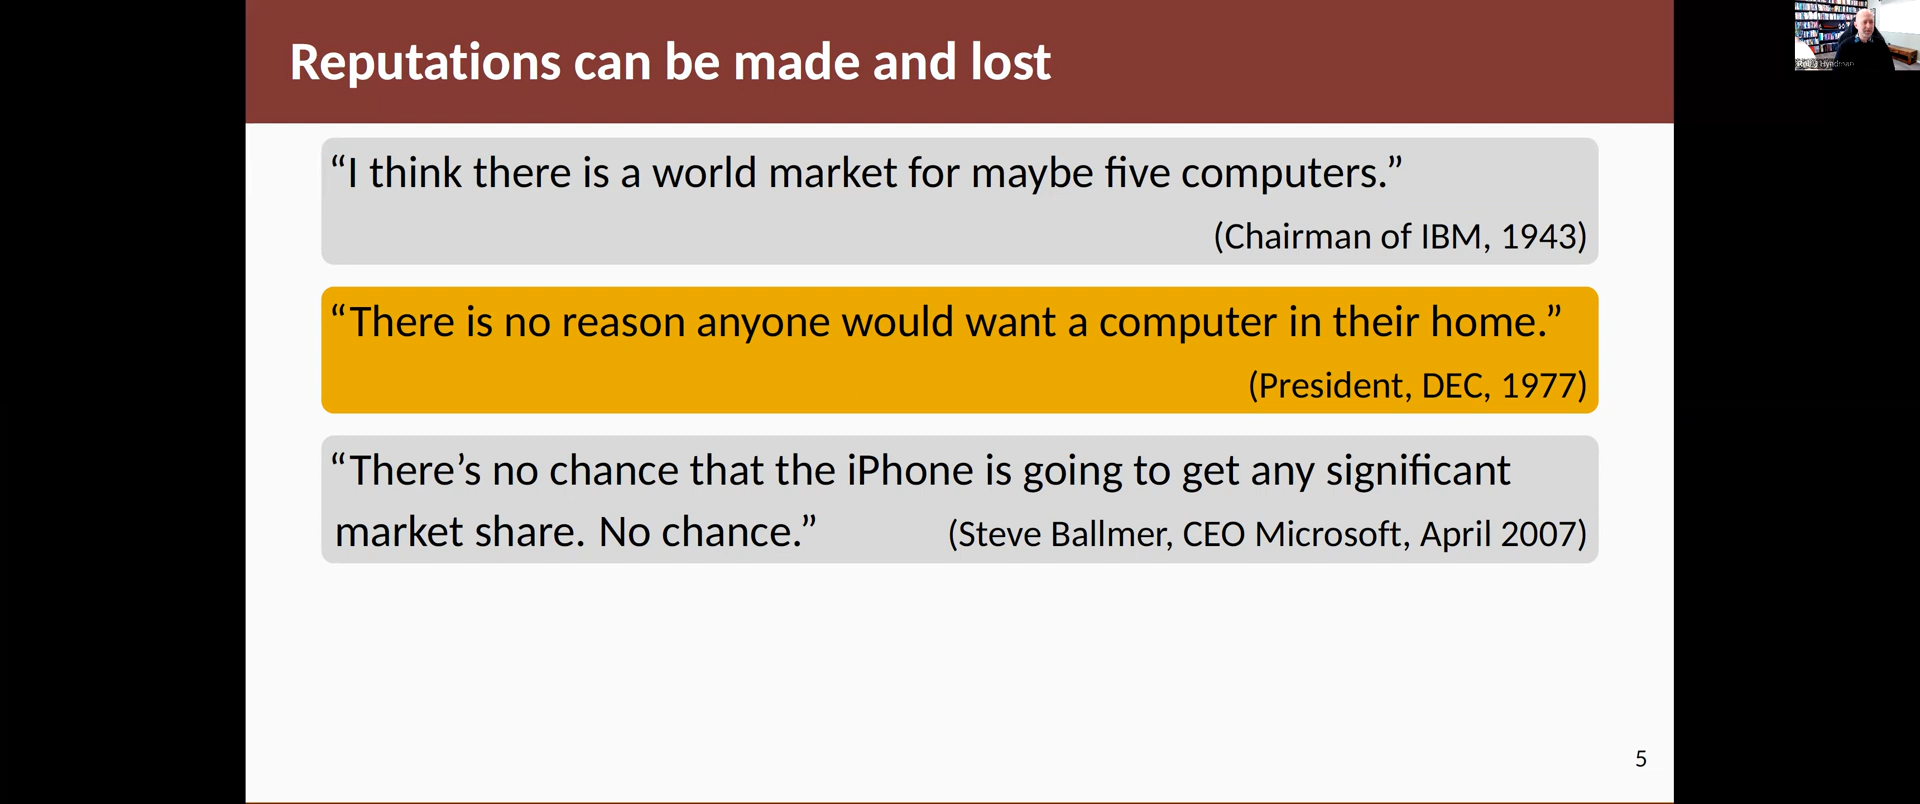 Reputations can be made and lost
“I think there is a world market for maybe five computers.”
(Chairman of IBM, 1943)
“There is no reason anyone would want a computer in their home.”
(President, DEC, 1977)
“There’s no chance that the iPhone is going to get any significant
market share. No chance.” (Steve Ballmer, CEO Microsoft, April 2007)
5